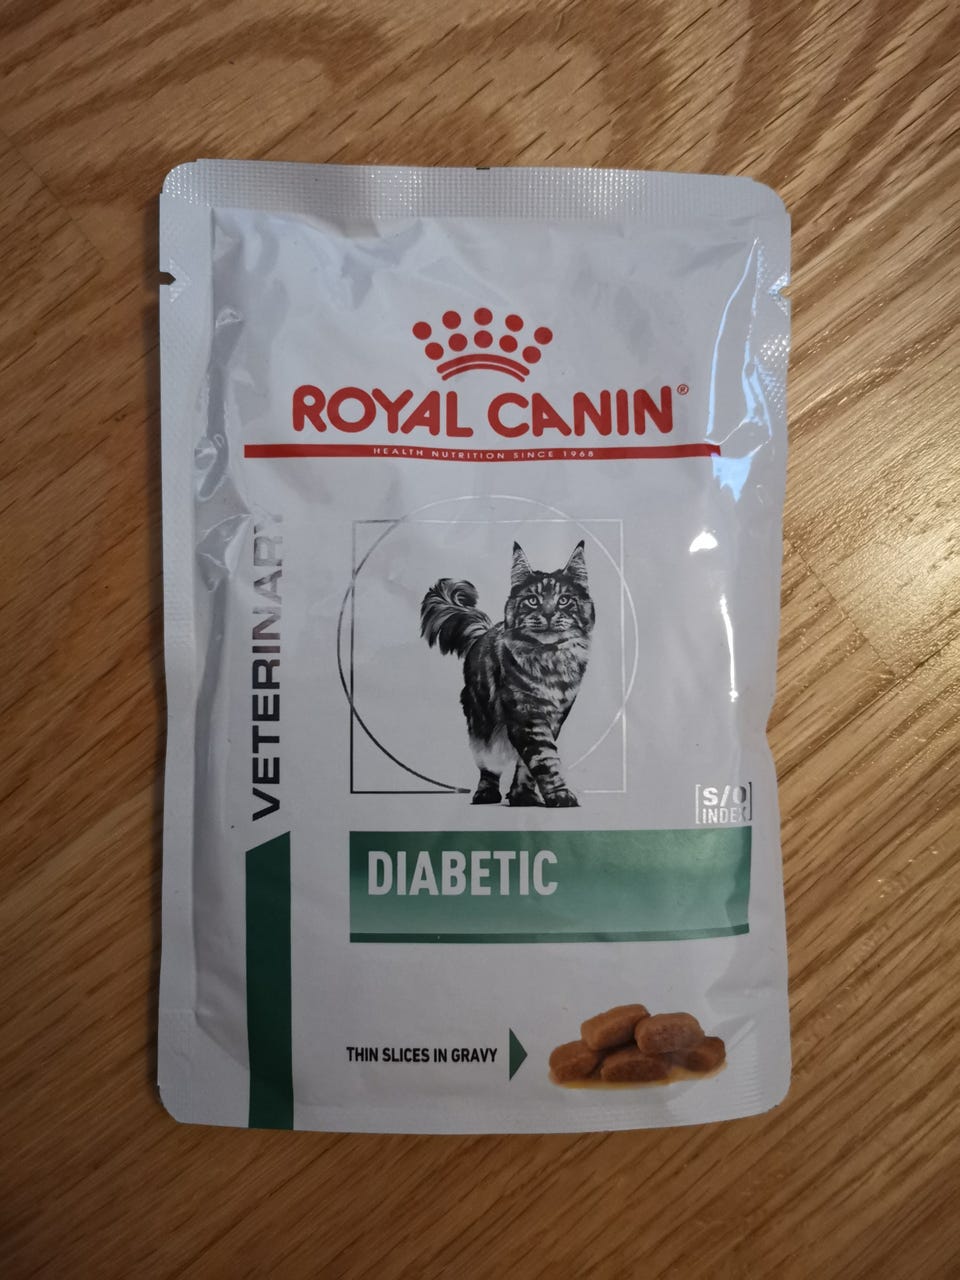 ROYAL CANIN®
HEALTH NUTRITION SINCE 1968
VETERINARY
S/O
INDEX
DIABETIC
THIN SLICES IN GRAVY